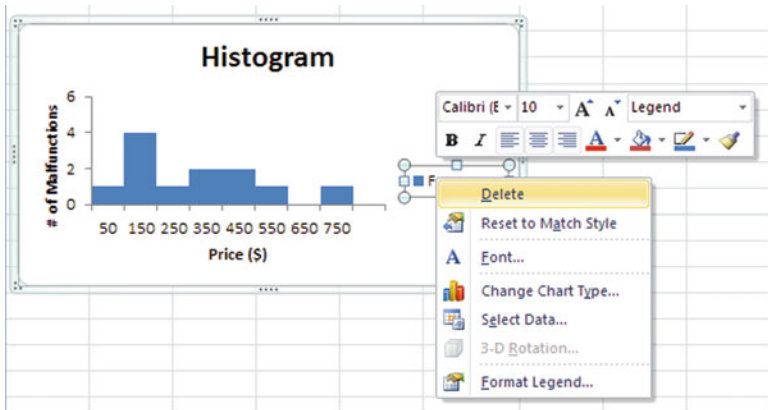 Histogram
6
4
2
0
# of Malfunctions
50 150 250 350 450 550 650 750
Price ($)
F
Calibri (E 10 A A Legend
B I A
Delete
Reset to Match Style
A Font...
Change Chart Type...
Select Data...
3-D Rotation...
Format Legend...